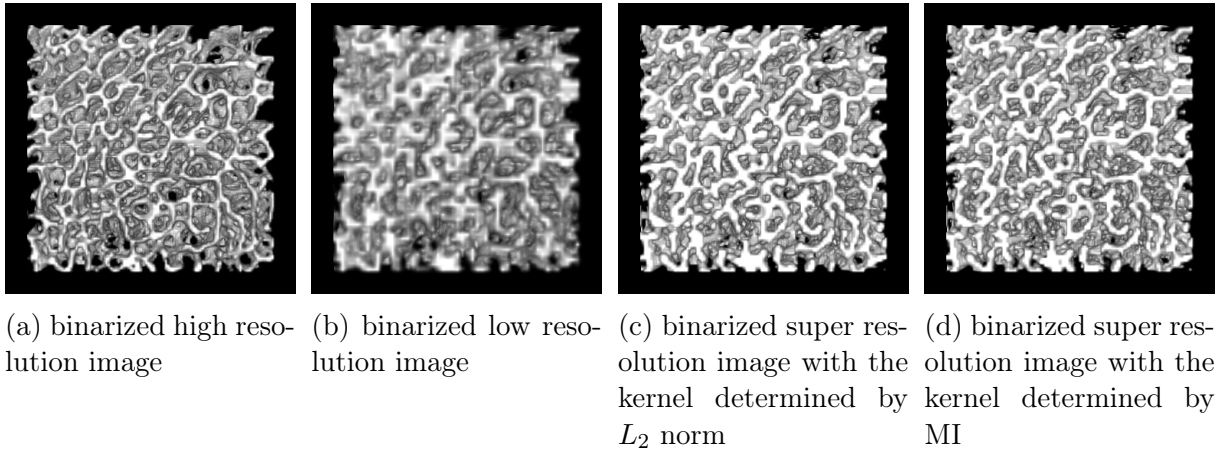 (a) binarized high reso-
lution image
(b) binarized low reso-
lution image
(c) binarized super res-
olution image with the
kernel determined by
L₂ norm
(d) binarized super res-
olution image with the
kernel determined by
MI